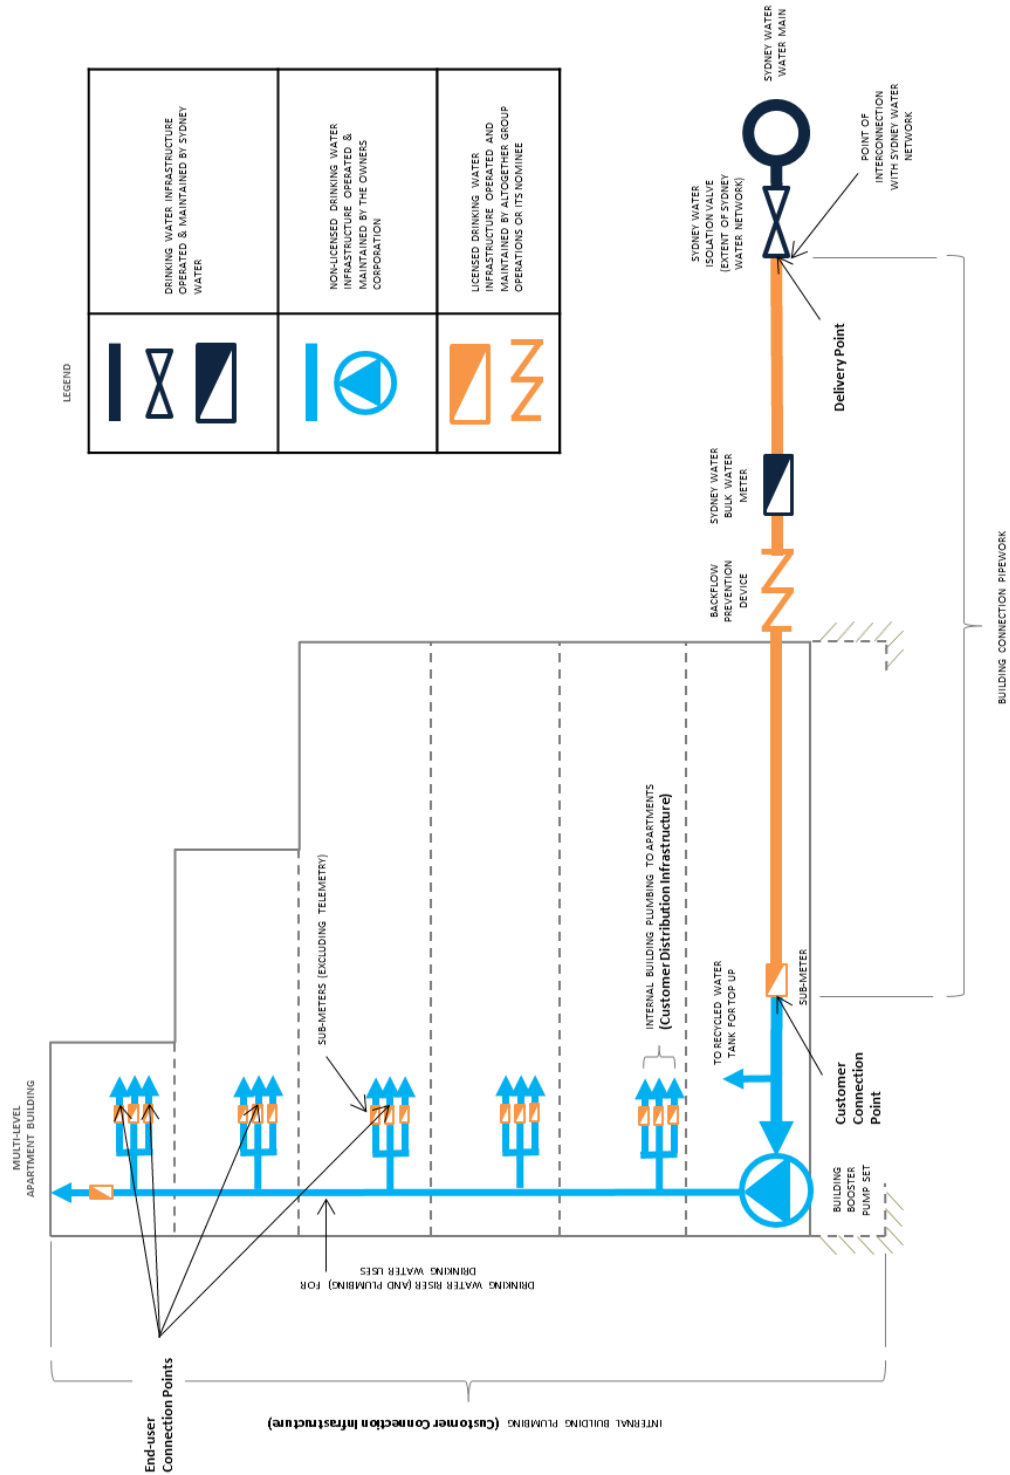 MULTI-LEVEL
APARTMENT BUILDING
LEGEND
DRINKING WATER INFRASTRUCTURE
OPERATED & MAINTAINED BY SYDNEY
WATER
NON-LICENSED DRINKING WATER
INFRASTRUCTURE OPERATED &
MAINTAINED BY THE OWNERS
CORPORATION
LICENSED DRINKING WATER
INFRASTRUCTURE OPERATED AND
MAINTAINED BY ALTOGETHER GROUP
OPERATIONS OR ITS NOMINEE
End-user
Connection Points
INTERNAL BUILDING PLUMBING (Customer Connection Infrastructure)
DRINKING WATER RISER (AND PLUMBING) FOR
DRINKING WATER USES
SUB-METERS (EXCLUDING TELEMETRY)
INTERNAL BUILDING PLUMBING TO APARTMENTS
(Customer Distribution Infrastructure)
TO RECYCLED WATER
TANK FOR TOP UP
SUB-METER
BUILDING
BOOSTER
PUMP SET
Customer
Connection
Point
BACKFLOW
PREVENTION
DEVICE
SYDNEY WATER
BULK WATER
METER
SYDNEY WATER
ISOLATION VALVE
(EXTENT OF SYDNEY
WATER NETWORK)
SYDNEY WATER
WATER MAIN
Delivery Point
POINT OF
INTERCONNECTION
WITH SYDNEY WATER
NETWORK
BUILDING CONNECTION PIPEWORK